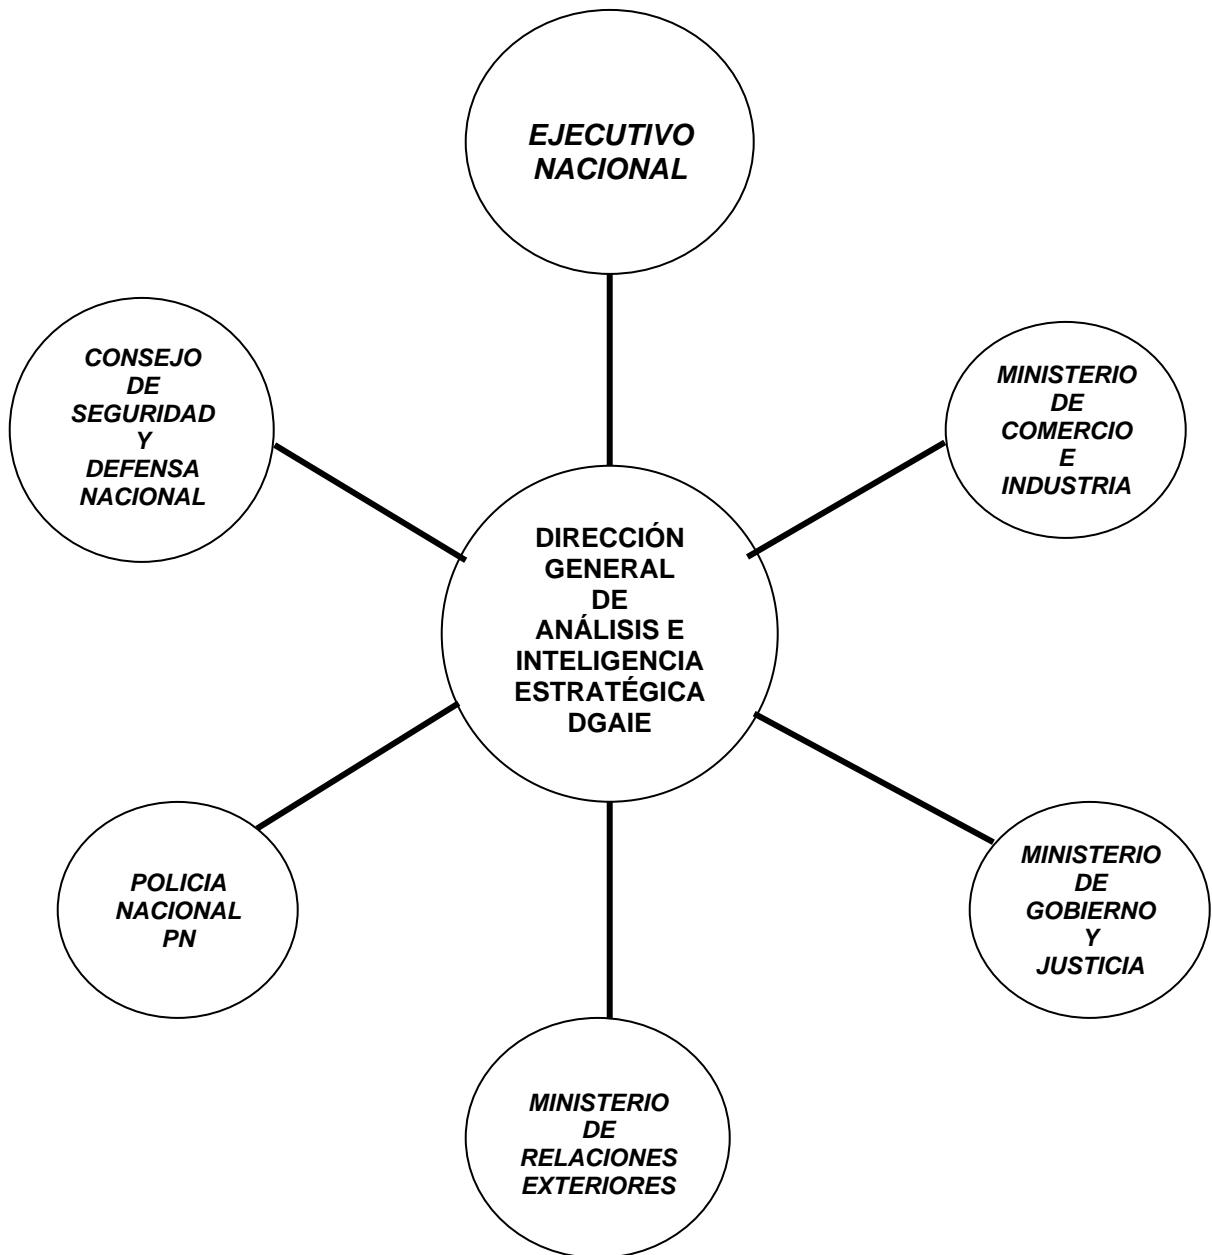 EJECUTIVO
NACIONAL
CONSEJO
DE
SEGURIDAD
Y
DEFENSA
NACIONAL
MINISTERIO
DE
COMERCIO
E
INDUSTRIA
DIRECCIÓN
GENERAL
DE
ANÁLISIS E
INTELIGENCIA
ESTRATÉGICA
DGAIE
POLICIA
NACIONAL
PN
MINISTERIO
DE
GOBIERNO
Y
JUSTICIA
MINISTERIO
DE
RELACIONES
EXTERIORES